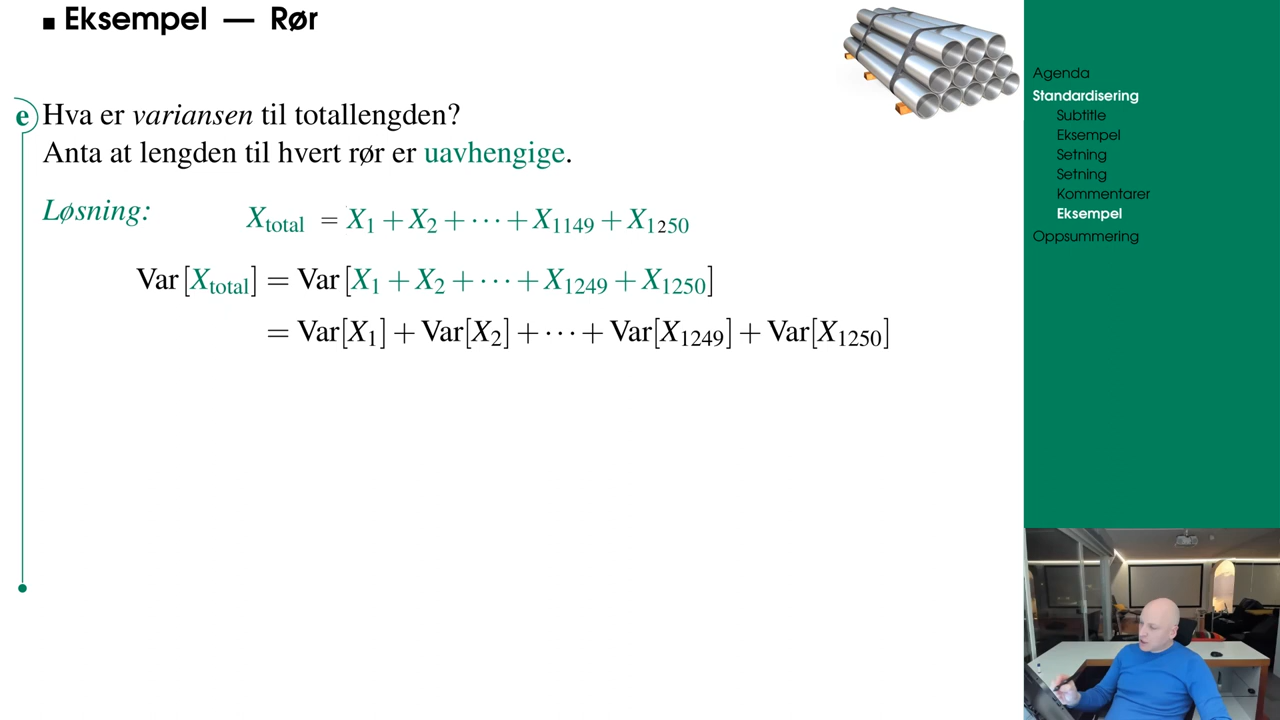 Eksempel — Rør
e Hva er variansen til totallengden?
Anta at lengden til hvert rør er uavhengige.
Løsning:
X_total = X_1 + X_2 + ⋯ + X_1149 + X_1250
Var[X_total] = Var[X_1 + X_2 + ⋯ + X_1249 + X_1250]
= Var[X_1] + Var[X_2] + ⋯ + Var[X_1249] + Var[X_1250]
Agenda
Standardisering
Subtitle
Eksempel
Setning
Setning
Kommentarer
Eksempel
Oppsummering